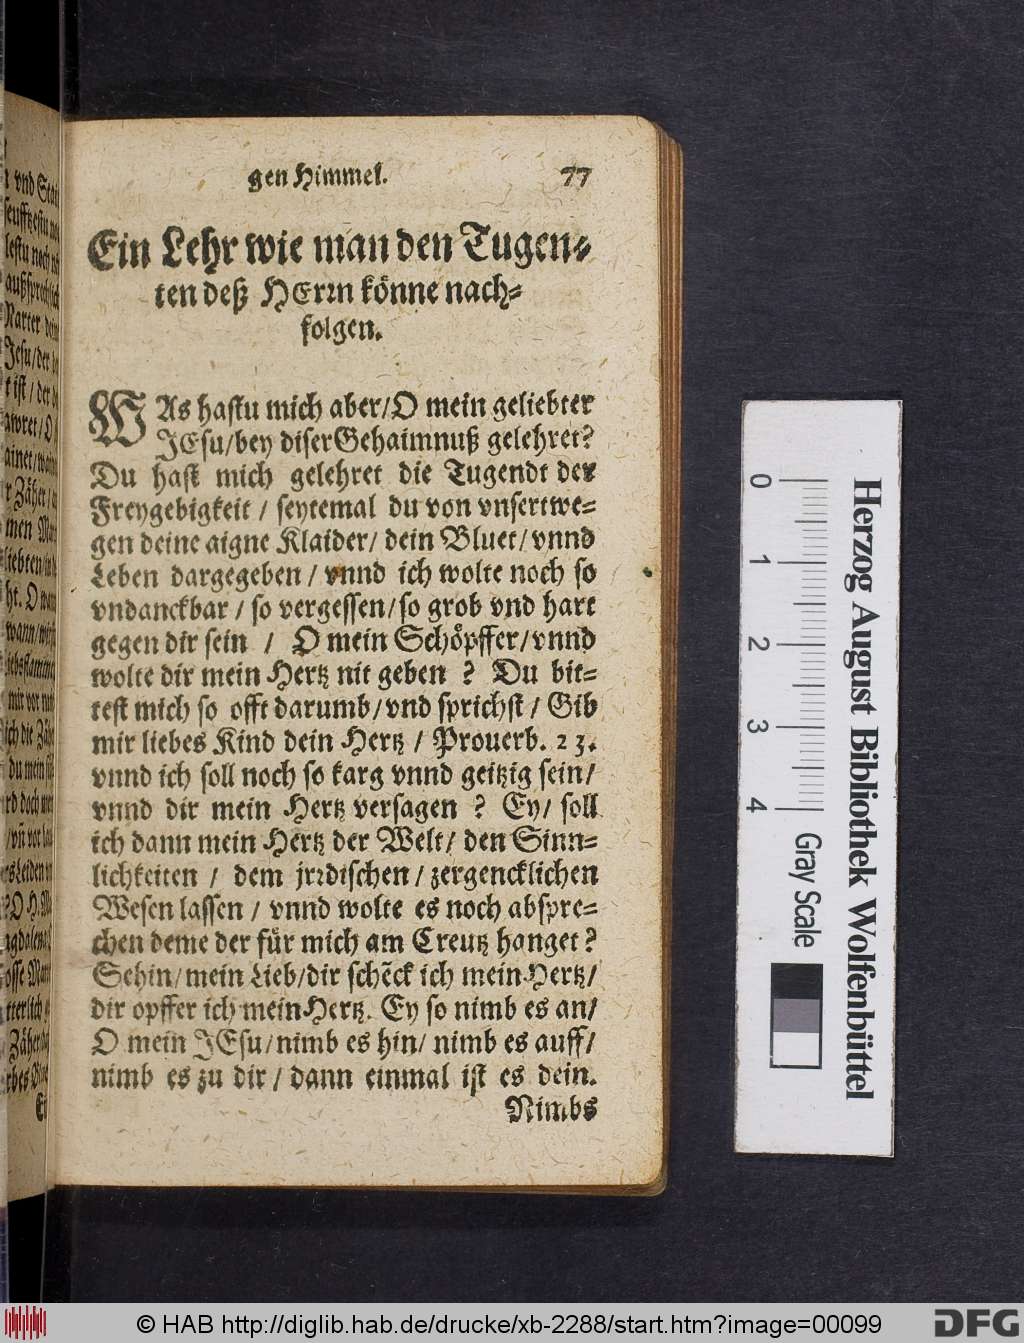 gen Himmel. 77
Ein Lehr wie man den Tugen⸗
ten deß HErrn könne nach⸗
folgen.
WAs hastu mich aber/O mein geliebter
JEsu/bey diser Gehaimnuß gelehret?
Du hast mich gelehret die Tugendt der
Freygebigkeit / seytemal du von vnsertwe⸗
gen deine aigne Klaider/ dein Bluet/vnnd
Leben dargegeben / vnnd ich wolte noch so
vndanckbar / so vergessen/so grob vnd hart
gegen dir sein / O mein Schöpffer/vnnd
wolte dir mein Hertz nit geben ? Du bit⸗
test mich so offt darumb/vnd sprichst / Gib
mir liebes Kind dein Hertz / Prouerb. 23.
vnnd ich soll noch so karg vnnd geitzig sein/
vnnd dir mein Hertz versagen ? Ey/ soll
ich dann mein Hertz der Welt/ den Sinn⸗
lichkeiten / dem jrrdischen/zergencklichen
Wesen lassen / vnnd wolte es noch abspre⸗
chen deme der für mich am Creutz hanget?
Sehin/mein Lieb/dir schẽck ich mein Hertz/
dir opffer ich mein Hertz. Ey so nimb es an/
O mein JEsu/nimb es hin/ nimb es auff/
nimb es zu dir / dann einmal ist es dein.
Nimbs
0 1 2 3 4
Gray Scale
Herzog August Bibliothek Wolfenbüttel
© HAB http://diglib.hab.de/drucke/xb-2288/start.htm?image=00099
DFG